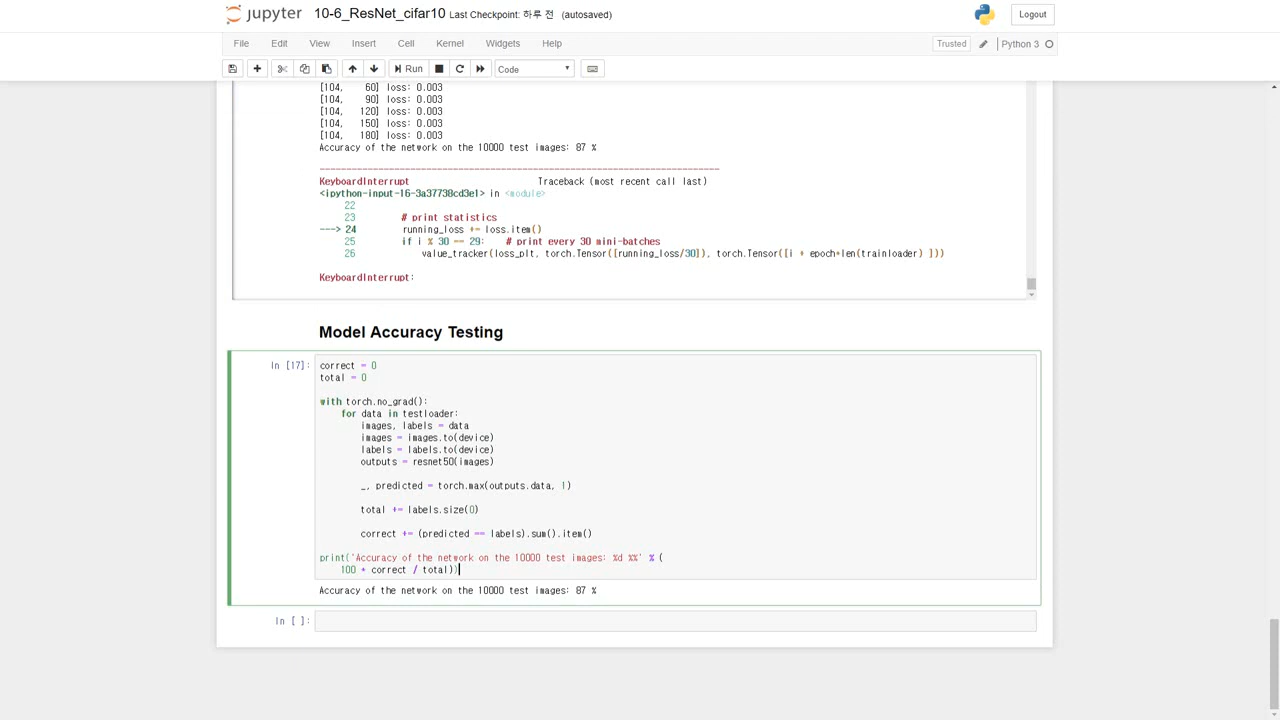 jupyter 10-6_ResNet_cifar10 Last Checkpoint: 하루 전 (autosaved)
Logout
File Edit View Insert Cell Kernel Widgets Help
Trusted Python 3
Run Code
[104, 60] loss: 0.003
[104, 90] loss: 0.003
[104, 120] loss: 0.003
[104, 150] loss: 0.003
[104, 180] loss: 0.003
Accuracy of the network on the 10000 test images: 87 %
---------------------------------------------------------------------------
KeyboardInterrupt Traceback (most recent call last)
<ipython-input-16-3a37738cd3e1> in <module>
22
23 # print statistics
---> 24 running_loss += loss.item()
25 if i % 30 == 29: # print every 30 mini-batches
26 value_tracker(loss_plt, torch.Tensor([running_loss/30]), torch.Tensor([i + epoch*len(trainloader) ]))
KeyboardInterrupt:
Model Accuracy Testing
In [17]: correct = 0
total = 0
with torch.no_grad():
for data in testloader:
images, labels = data
images = images.to(device)
labels = labels.to(device)
outputs = resnet50(images)
_, predicted = torch.max(outputs.data, 1)
total += labels.size(0)
correct += (predicted == labels).sum().item()
print('Accuracy of the network on the 10000 test images: %d %%' % (
100 * correct / total))
Accuracy of the network on the 10000 test images: 87 %
In [ ]: